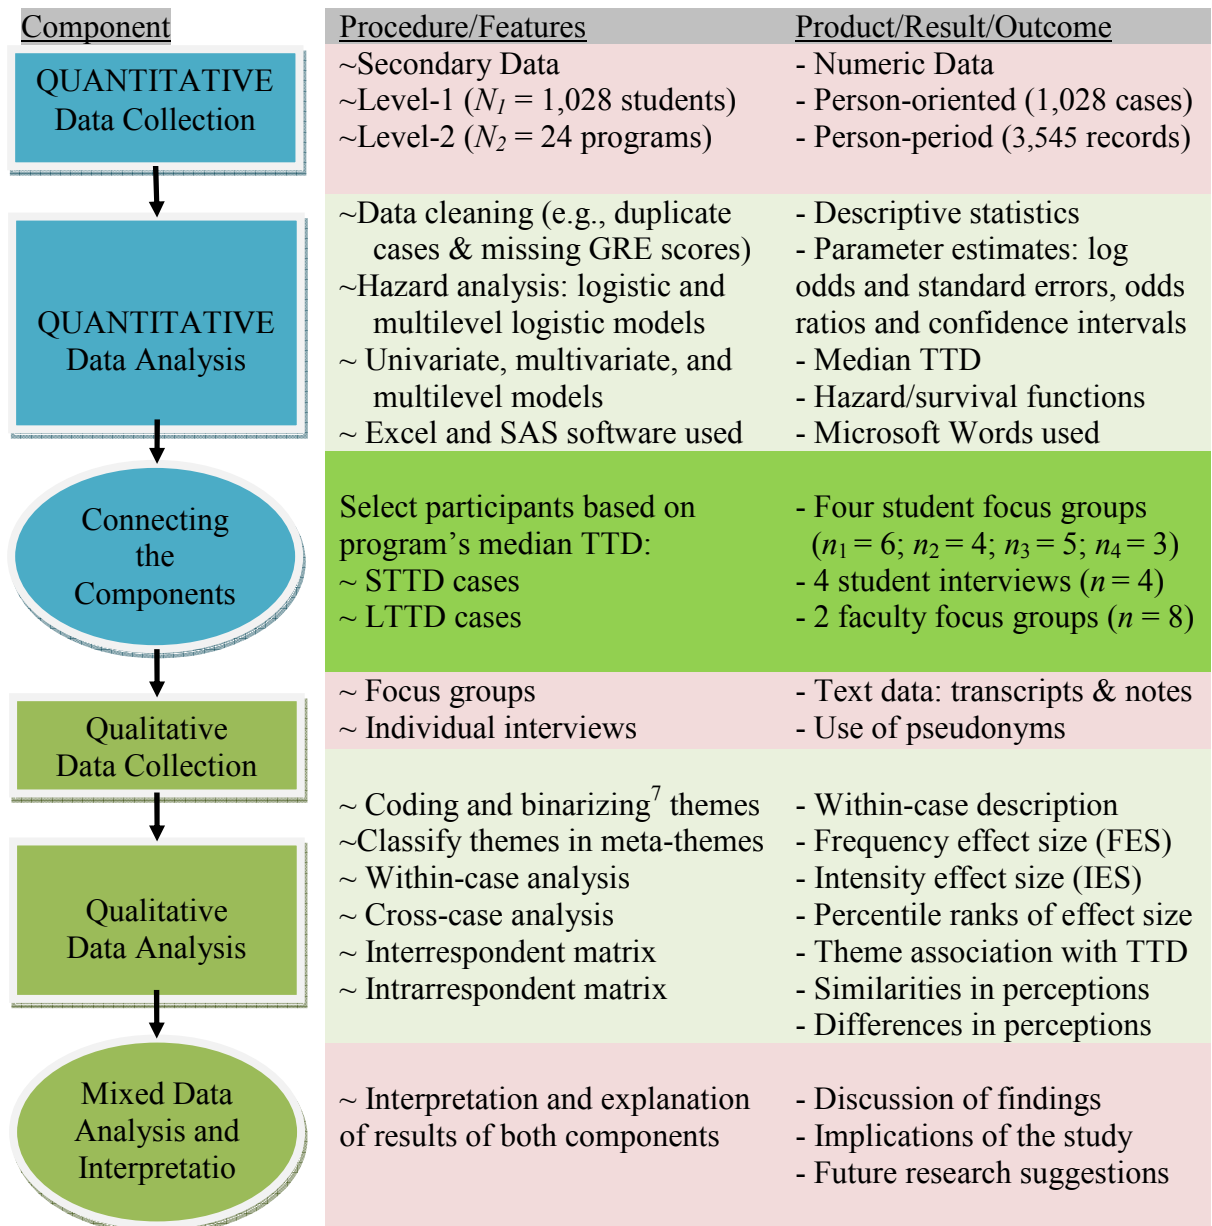 Component
Procedure/Features
Product/Result/Outcome
QUANTITATIVE
Data Collection
~Secondary Data
~Level-1 (N1 = 1,028 students)
~Level-2 (N2 = 24 programs)
- Numeric Data
- Person-oriented (1,028 cases)
- Person-period (3,545 records)
QUANTITATIVE
Data Analysis
~Data cleaning (e.g., duplicate
cases & missing GRE scores)
~Hazard analysis: logistic and
multilevel logistic models
~ Univariate, multivariate, and
multilevel models
~ Excel and SAS software used
- Descriptive statistics
- Parameter estimates: log
odds and standard errors, odds
ratios and confidence intervals
- Median TTD
- Hazard/survival functions
- Microsoft Words used
Connecting
the
Components
Select participants based on
program’s median TTD:
~ STTD cases
~ LTTD cases
- Four student focus groups
(n1 = 6; n2 = 4; n3 = 5; n4 = 3)
- 4 student interviews (n = 4)
- 2 faculty focus groups (n = 8)
Qualitative
Data Collection
~ Focus groups
~ Individual interviews
- Text data: transcripts & notes
- Use of pseudonyms
Qualitative
Data Analysis
~ Coding and binarizing7 themes
~Classify themes in meta-themes
~ Within-case analysis
~ Cross-case analysis
~ Interrespondent matrix
~ Intrarrespondent matrix
- Within-case description
- Frequency effect size (FES)
- Intensity effect size (IES)
- Percentile ranks of effect size
- Theme association with TTD
- Similarities in perceptions
- Differences in perceptions
Mixed Data
Analysis and
Interpretatio
~ Interpretation and explanation
of results of both components
- Discussion of findings
- Implications of the study
- Future research suggestions